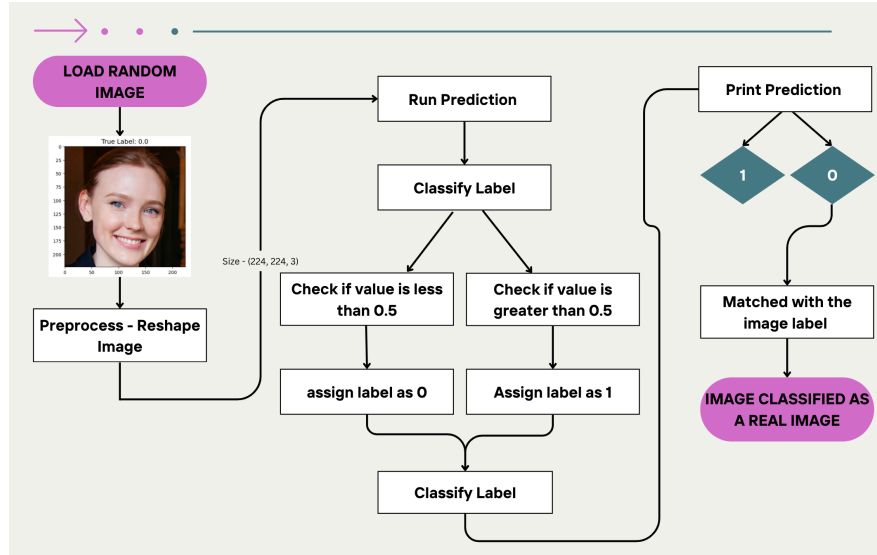 LOAD RANDOM
IMAGE
True Label: 0.0
0
25
50
75
100
125
150
175
200
0 50 100 150 200
Preprocess - Reshape
Image
Size - (224, 224, 3)
Run Prediction
Classify Label
Check if value is less
than 0.5
Check if value is
greater than 0.5
assign label as 0
Assign label as 1
Classify Label
Print Prediction
1
0
Matched with the
image label
IMAGE CLASSIFIED AS
A REAL IMAGE